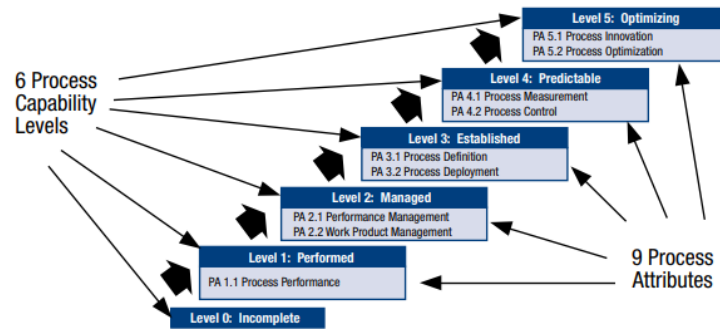 Level 5: Optimizing
PA 5.1 Process Innovation
PA 5.2 Process Optimization
6 Process
Capability
Levels
Level 4: Predictable
PA 4.1 Process Measurement
PA 4.2 Process Control
Level 3: Established
PA 3.1 Process Definition
PA 3.2 Process Deployment
Level 2: Managed
PA 2.1 Performance Management
PA 2.2 Work Product Management
9 Process
Attributes
Level 1: Performed
PA 1.1 Process Performance
Level 0: Incomplete